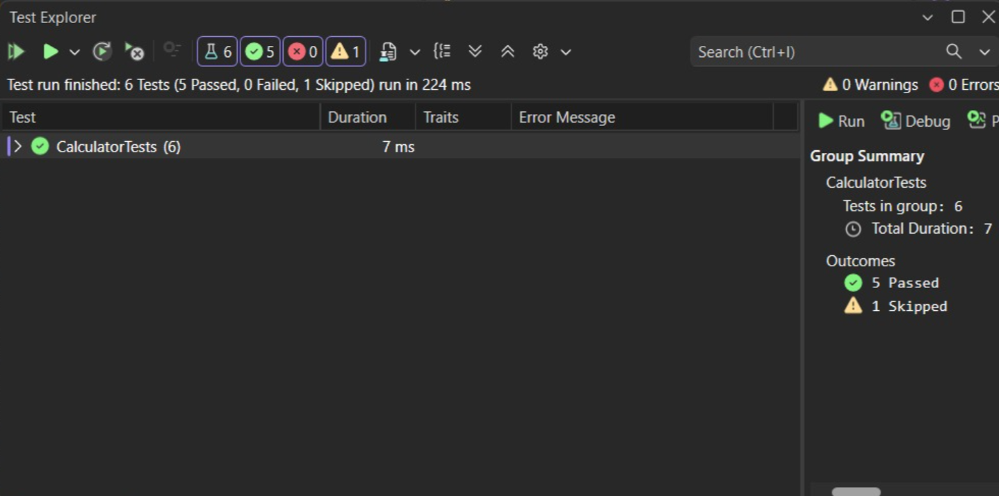 Test Explorer
6 5 0 1 Search (Ctrl+I)
Test run finished: 6 Tests (5 Passed, 0 Failed, 1 Skipped) run in 224 ms 0 Warnings 0 Errors
Test Duration Traits Error Message
CalculatorTests (6) 7 ms
Run Debug P
Group Summary
CalculatorTests
Tests in group: 6
Total Duration: 7
Outcomes
5 Passed
1 Skipped